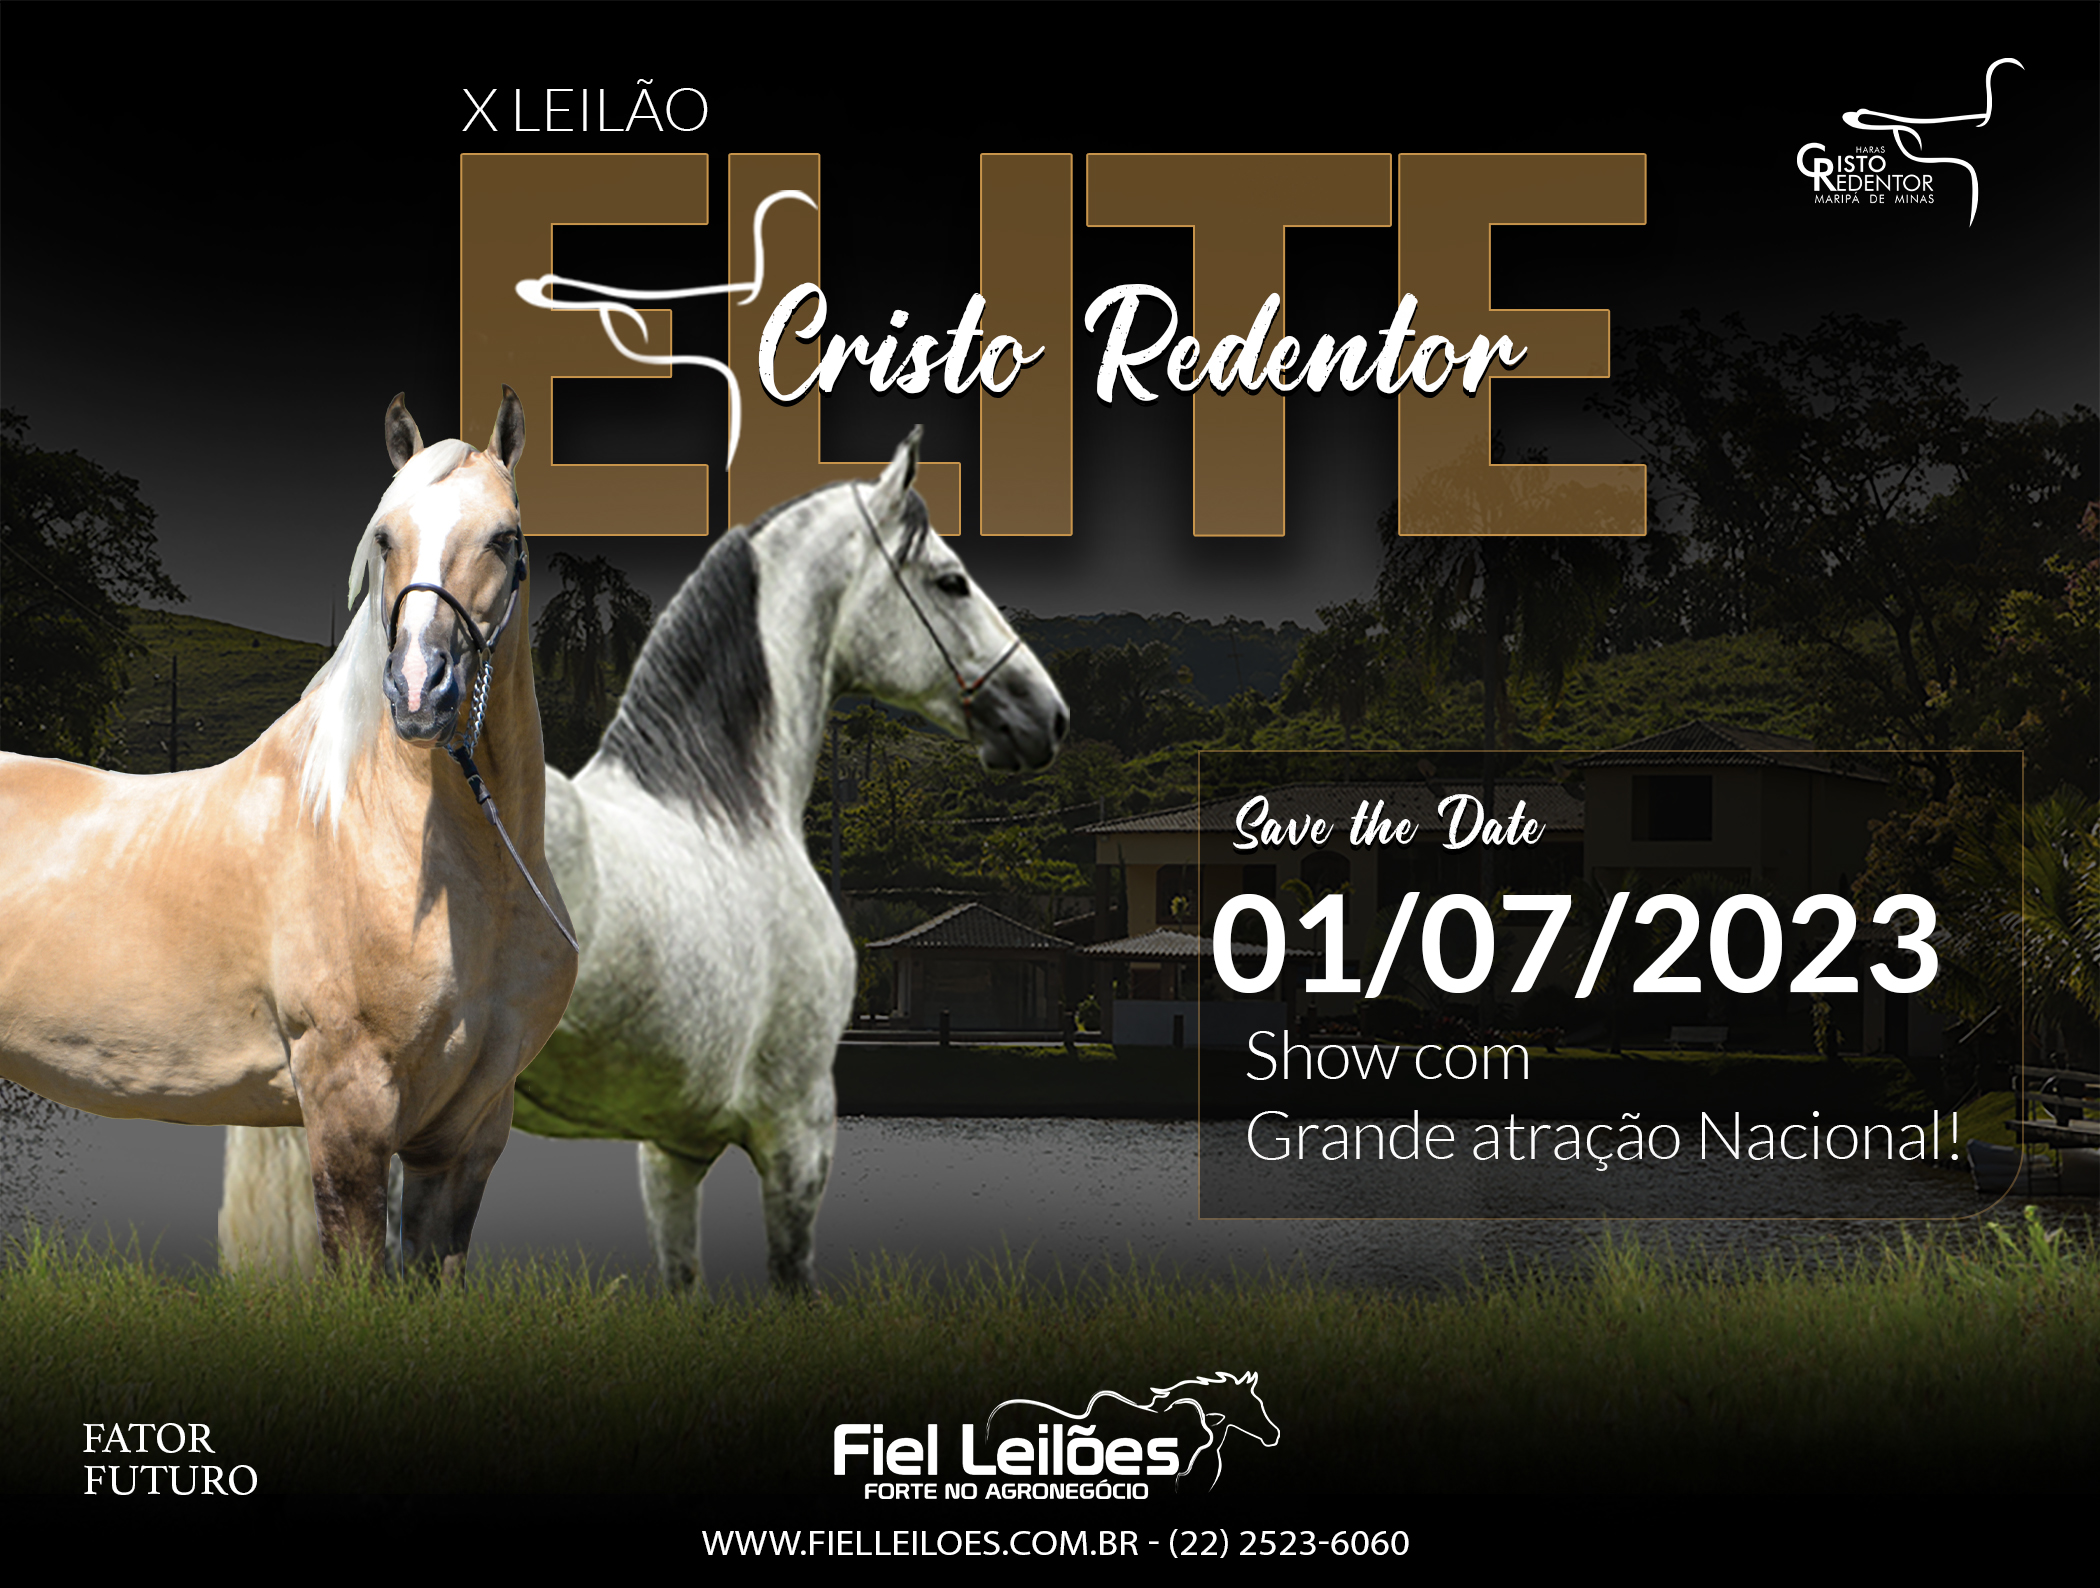 X LEILÃO
ELITE
Cristo Redentor
HARAS
CRISTO
REDENTOR
MARIPÁ DE MINAS
Save the Date
01/07/2023
Show com
Grande atração Nacional!
FATOR
FUTURO
Fiel Leilões
FORTE NO AGRONEGÓCIO
WWW.FIELLEILOES.COM.BR - (22) 2523-6060